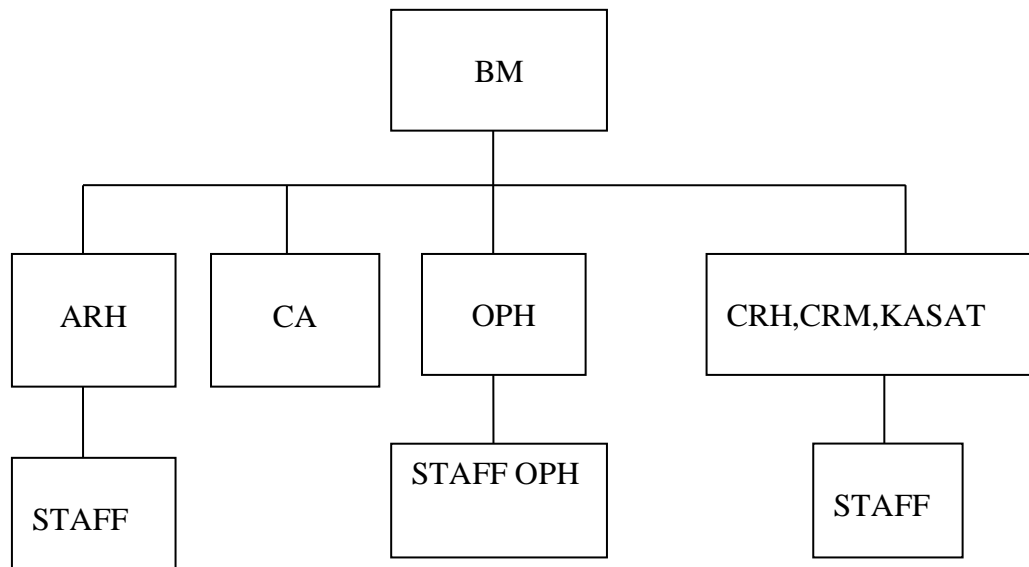 BM
ARH
CA
OPH
CRH,CRM,KASAT
STAFF
STAFF OPH
STAFF